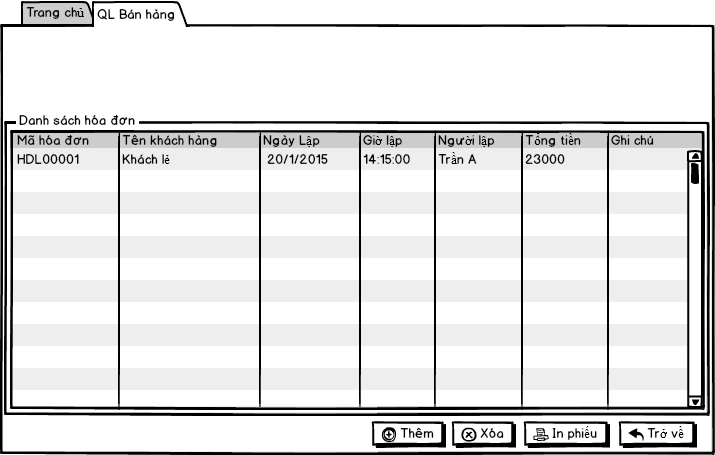 Trang chủ QL Bán hàng
Danh sách hóa đơn
Mã hóa đơn Tên khách hàng Ngày Lập Giờ lập Người lập Tổng tiền Ghi chú
HDL00001 Khách lẻ 20/1/2015 14:15:00 Trần A 23000
Thêm Xóa In phiếu Trở về